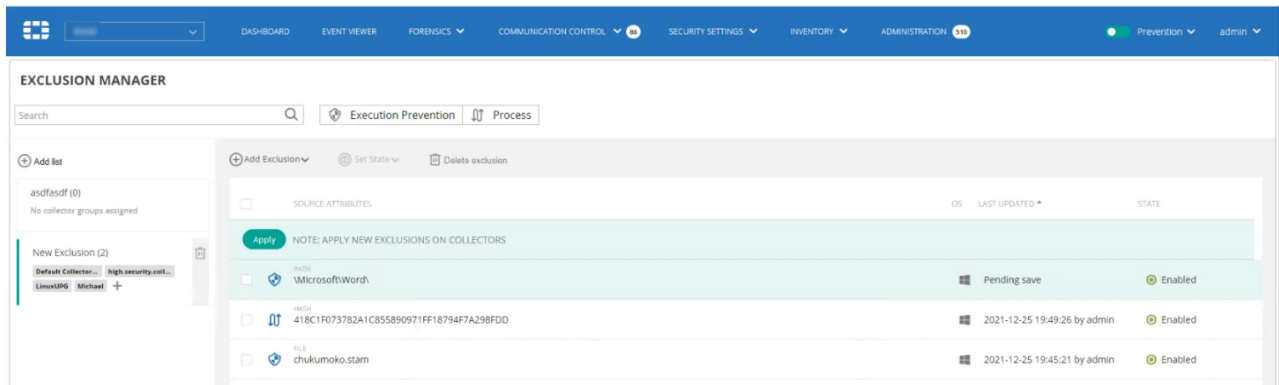 DASHBOARD EVENT VIEWER FORENSICS COMMUNICATION CONTROL 86 SECURITY SETTINGS INVENTORY ADMINISTRATION 510 Prevention admin
EXCLUSION MANAGER
Search Execution Prevention Process
Add list Add Exclusion Set State Delete exclusion
asdfasdf (0)
No collector groups assigned
SOURCE ATTRIBUTES OS LAST UPDATED STATE
Apply NOTE: APPLY NEW EXCLUSIONS ON COLLECTORS
New Exclusion (2)
Default Collector... high.security.coll...
LinuxUPG Michael
PATH
\Microsoft\Word\ Pending save Enabled
HASH
418C1F073782A1C855890971FF18794F7A298FDD 2021-12-25 19:49:26 by admin Enabled
FILE
chukumoko.stam 2021-12-25 19:45:21 by admin Enabled